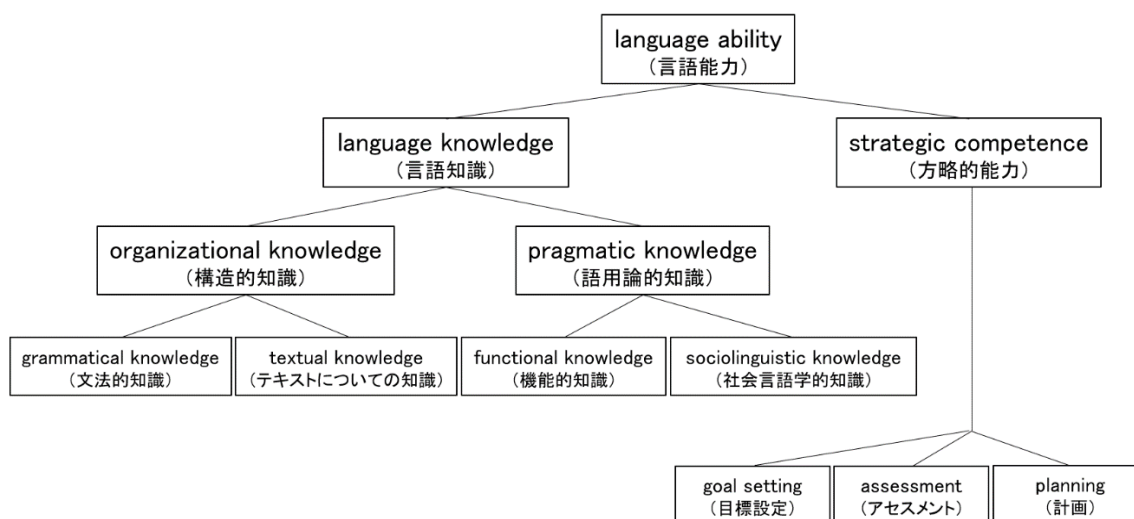 language ability
（言語能力）
language knowledge
（言語知識）
strategic competence
（方略的能力）
organizational knowledge
（構造的知識）
pragmatic knowledge
（語用論的知識）
grammatical knowledge
（文法的知識）
textual knowledge
（テキストについての知識）
functional knowledge
（機能的知識）
sociolinguistic knowledge
（社会言語学的知識）
goal setting
（目標設定）
assessment
（アセスメント）
planning
（計画）